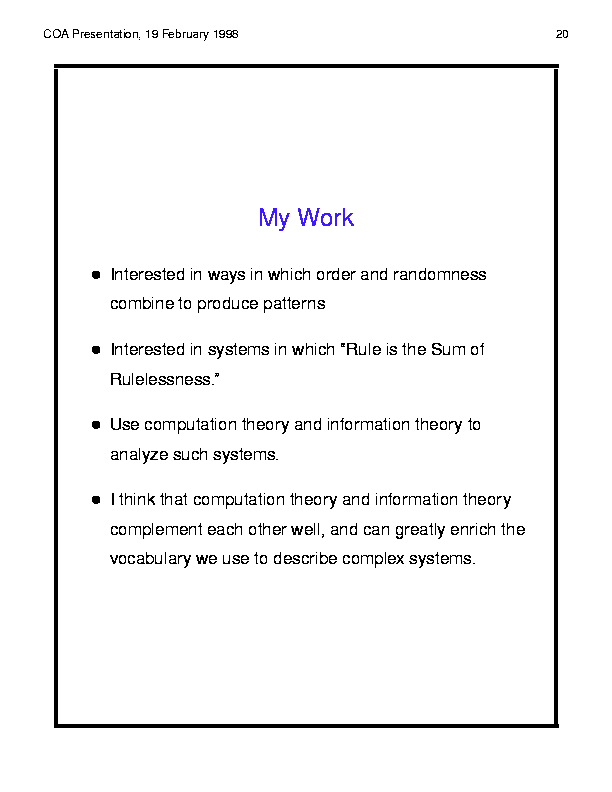 COA Presentation, 19 February 1998 20
My Work
● Interested in ways in which order and randomness
combine to produce patterns
● Interested in systems in which “Rule is the Sum of
Rulelessness.”
● Use computation theory and information theory to
analyze such systems.
● I think that computation theory and information theory
complement each other well, and can greatly enrich the
vocabulary we use to describe complex systems.